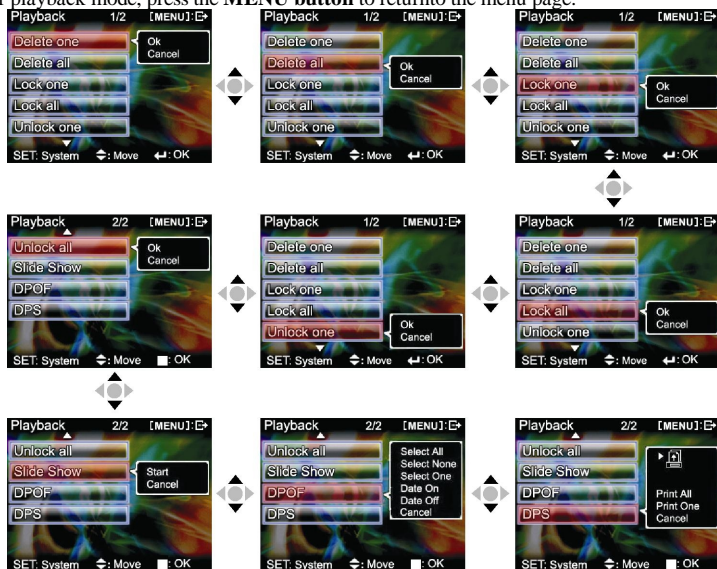 playback mode, press the MENU button to returnto the menu page.
Playback 1/2 [MENU]:
Delete one
Delete all
Lock one
Lock all
Unlock one
Ok
Cancel
SET: System : Move : OK
Playback 1/2 [MENU]:
Delete one
Delete all
Lock one
Lock all
Unlock one
Ok
Cancel
SET: System : Move : OK
Playback 1/2 [MENU]:
Delete one
Delete all
Lock one
Lock all
Unlock one
Ok
Cancel
SET: System : Move : OK
Playback 2/2 [MENU]:
Unlock all
Slide Show
DPOF
DPS
Ok
Cancel
SET: System : Move : OK
Playback 1/2 [MENU]:
Delete one
Delete all
Lock one
Lock all
Unlock one
Ok
Cancel
SET: System : Move : OK
Playback 1/2 [MENU]:
Delete one
Delete all
Lock one
Lock all
Unlock one
Ok
Cancel
SET: System : Move : OK
Playback 2/2 [MENU]:
Unlock all
Slide Show
DPOF
DPS
Start
Cancel
SET: System : Move : OK
Playback 2/2 [MENU]:
Unlock all
Slide Show
DPOF
DPS
Select All
Select None
Select One
Date On
Date Off
Cancel
SET: System : Move : OK
Playback 2/2 [MENU]:
Unlock all
Slide Show
DPOF
DPS
Print All
Print One
Cancel
SET: System : Move : OK